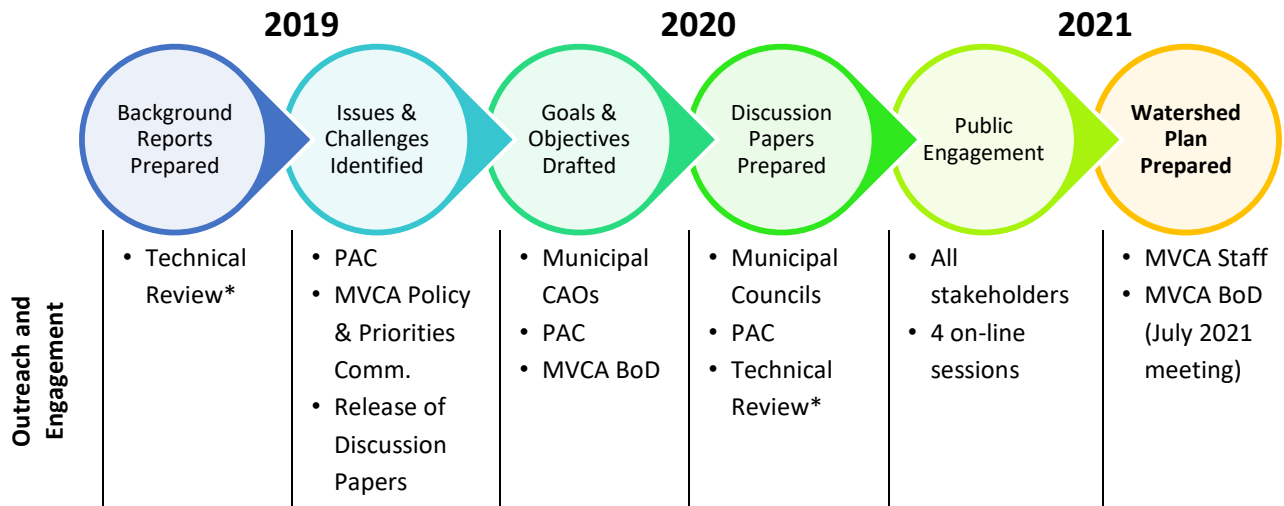 2019
2020
2021
Background
Reports
Prepared
Issues &
Challenges
Identified
Goals &
Objectives
Drafted
Discussion
Papers
Prepared
Public
Engagement
Watershed
Plan
Prepared
Outreach and
Engagement
• Technical
Review*
• PAC
• MVCA Policy
& Priorities
Comm.
• Release of
Discussion
Papers
• Municipal
CAOs
• PAC
• MVCA BoD
• Municipal
Councils
• PAC
• Technical
Review*
• All
stakeholders
• 4 on-line
sessions
• MVCA Staff
• MVCA BoD
(July 2021
meeting)